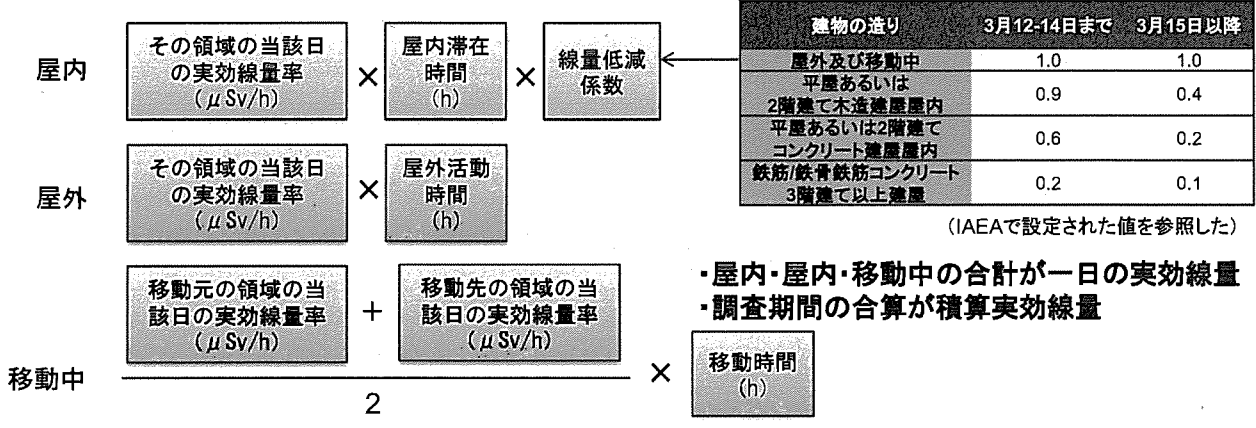 屋内
その領域の当該日
の実効線量率
(μSv/h)
×
屋内滞在
時間
(h)
×
線量低減
係数
建物の造り 3月12-14日まで 3月15日以降
屋外及び移動中 1.0 1.0
平屋あるいは
2階建て木造建屋屋内 0.9 0.4
平屋あるいは2階建て
コンクリート建屋屋内 0.6 0.2
鉄筋/鉄骨鉄筋コンクリート
3階建て以上建屋 0.2 0.1
(IAEAで設定された値を参照した)
屋外
その領域の当該日
の実効線量率
(μSv/h)
×
屋外活動
時間
(h)
・屋内・屋内・移動中の合計が一日の実効線量
・調査期間の合算が積算実効線量
移動中
移動元の領域の当
該日の実効線量率
(μSv/h)
+
移動先の領域の当
該日の実効線量率
(μSv/h)
2
×
移動時間
(h)